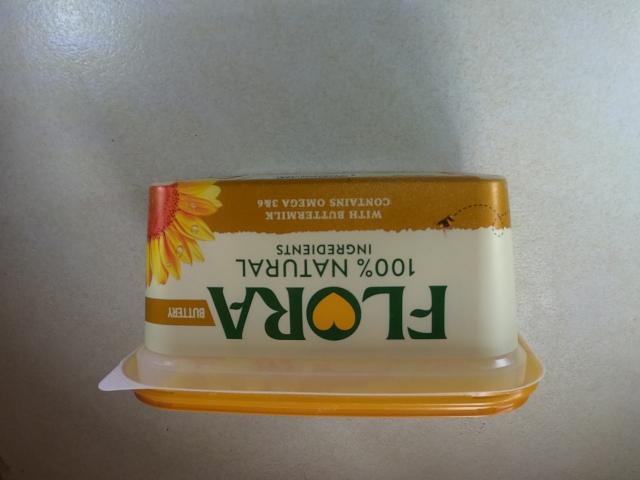 FLORA
BUTTERY
100% NATURAL
INGREDIENTS
WITH BUTTERMILK
CONTAINS OMEGA 3&6